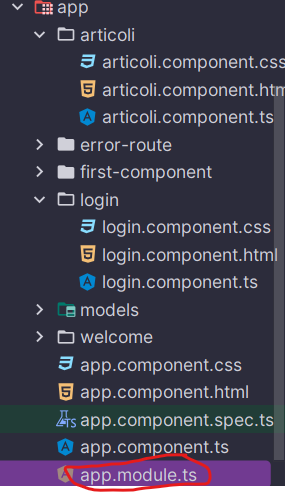 app
articoli
articoli.component.css
articoli.component.htm
articoli.component.ts
error-route
first-component
login
login.component.css
login.component.html
login.component.ts
models
welcome
app.component.css
app.component.html
TS app.component.spec.ts
app.component.ts
app.module.ts